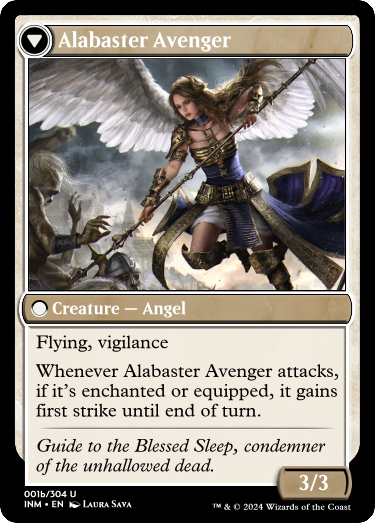 Alabaster Avenger
Creature — Angel
Flying, vigilance
Whenever Alabaster Avenger attacks,
if it's enchanted or equipped, it gains
first strike until end of turn.
Guide to the Blessed Sleep, condemner
of the unhallowed dead.
3/3
001b/304 U
INM • EN Laura Sava
™ & © 2024 Wizards of the Coast